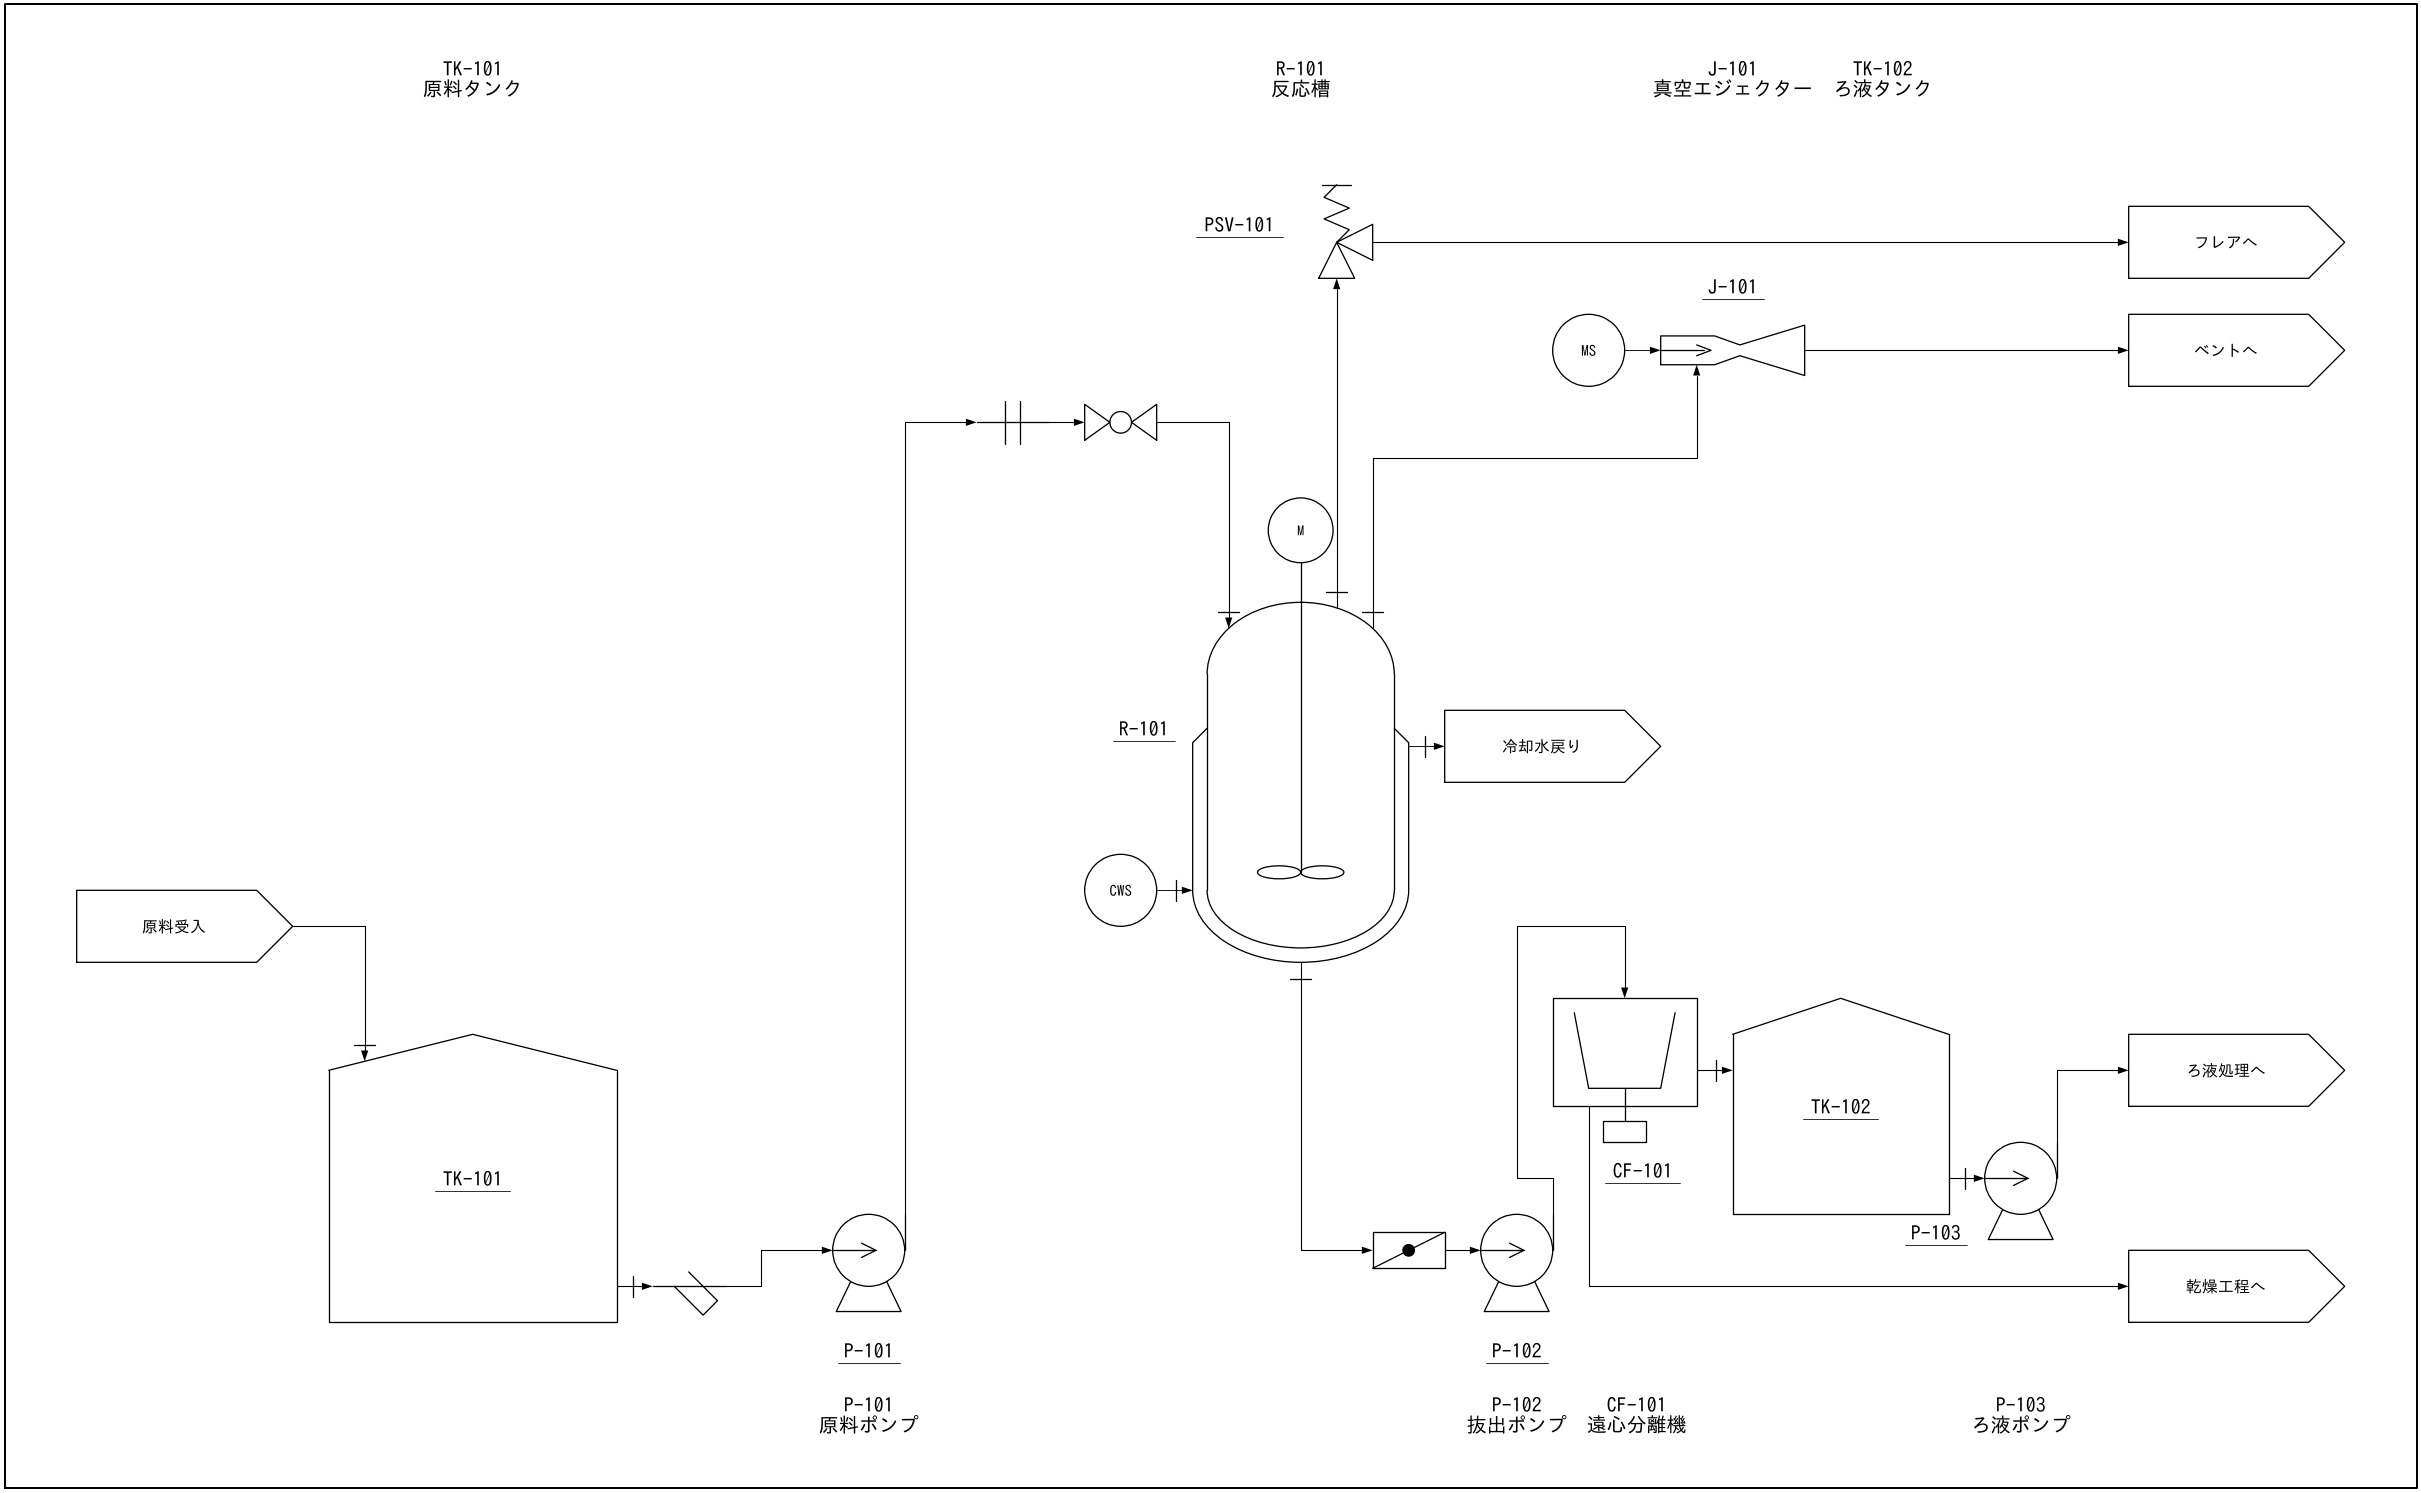 TK-101
原料タンク
R-101
反応槽
J-101
真空エジェクター
TK-102
ろ液タンク
PSV-101
フレアへ
J-101
MS
ベントへ
M
R-101
冷却水戻り
CWS
原料受入
TK-101
CF-101
TK-102
ろ液処理へ
P-103
乾燥工程へ
P-101
P-102
P-101
原料ポンプ
P-102
抜出ポンプ
CF-101
遠心分離機
P-103
ろ液ポンプ